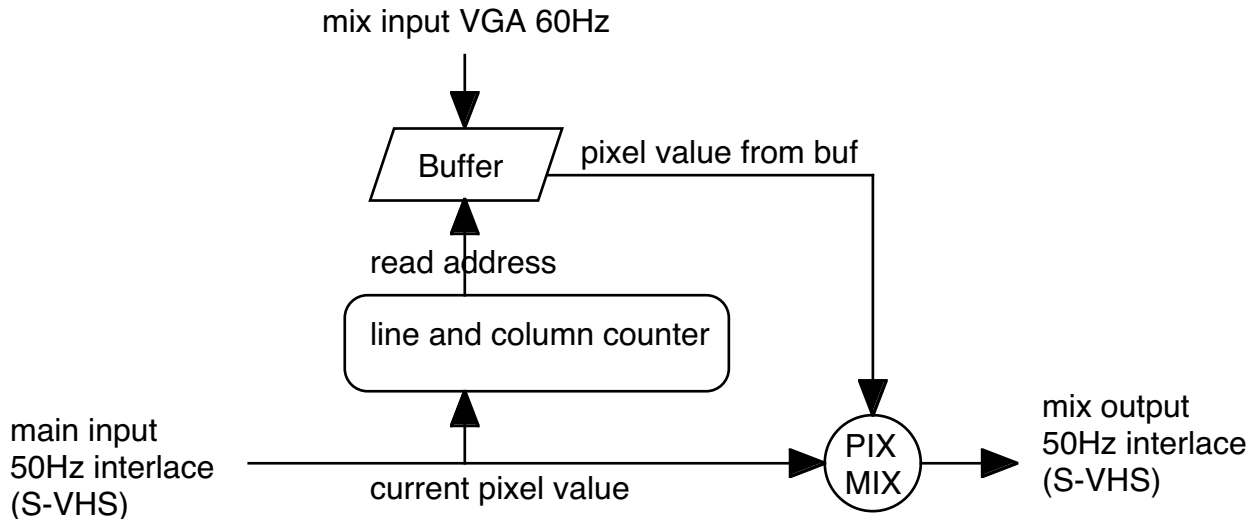 mix input VGA 60Hz
Buffer
pixel value from buf
read address
line and column counter
main input
50Hz interlace
(S-VHS)
current pixel value
PIX
MIX
mix output
50Hz interlace
(S-VHS)